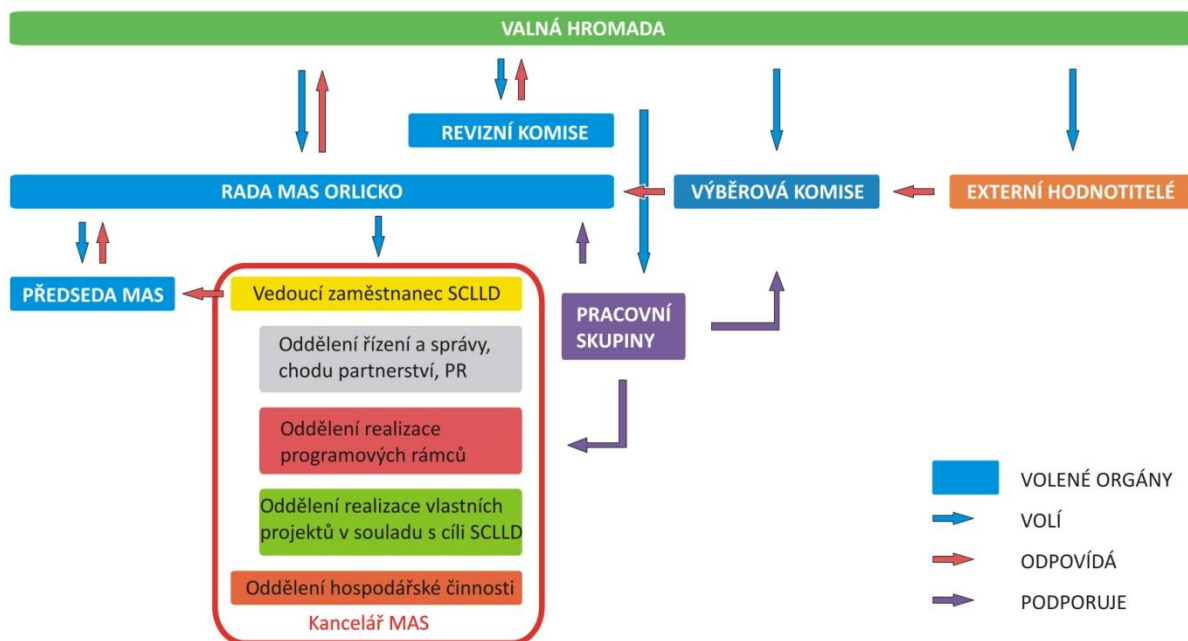 VALNÁ HROMADA
REVIZNÍ KOMISE
RADA MAS ORLICKO
VÝBĚROVÁ KOMISE
EXTERNÍ HODNOTITELÉ
PŘEDSEDA MAS
Vedoucí zaměstnanec SCLLD
PRACOVNÍ
SKUPINY
Oddělení řízení a správy,
chodu partnerství, PR
Oddělení realizace
programových rámců
Oddělení realizace vlastních
projektů v souladu s cíli SCLLD
Oddělení hospodářské činnosti
Kancelář MAS
VOLENÉ ORGÁNY
VOLÍ
ODPOVÍDÁ
PODPORUJE